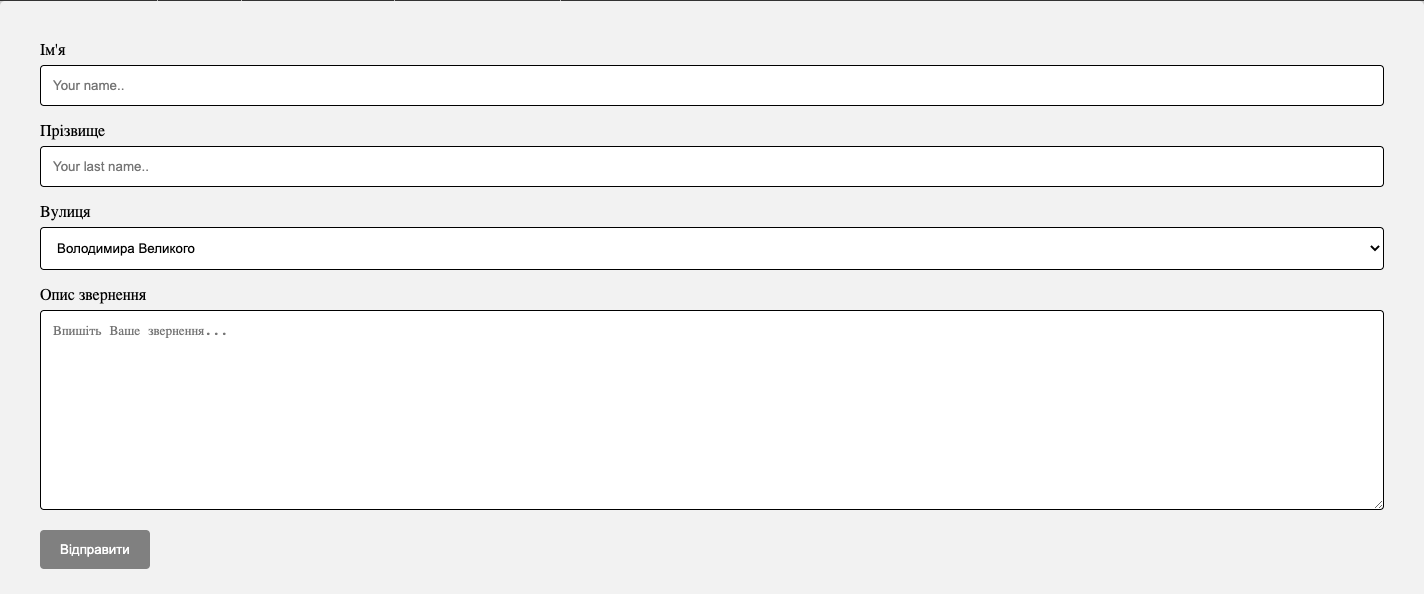 Ім'я
Your name..
Прізвище
Your last name..
Вулиця
Володимира Великого
Опис звернення
Впишіть Ваше звернення...
Відправити